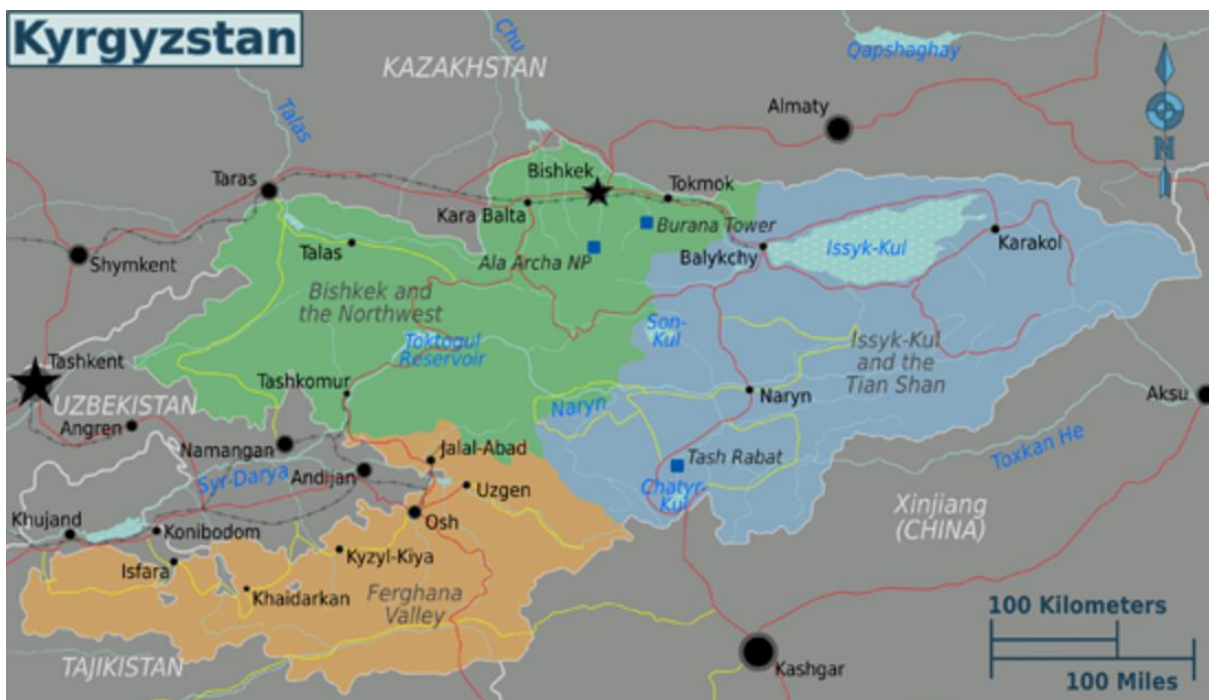 Kyrgyzstan
Chu
Qapshaghay
KAZAKHSTAN
Talas
Almaty
N
Bishkek
Taras
Tokmok
Kara Balta
Burana Tower
Talas
Shymkent
Ala Archa NP
Balykchy
Issyk-Kul
Karakol
Bishkek and
the Northwest
Son-
Kul
Toktogul
Reservoir
Issyk-Kul
and the
Tian Shan
Tashkent
Tashkomur
UZBEKISTAN
Naryn
Naryn
Aksu
Angren
Namangan
Jalal-Abad
Tash Rabat
Toxkan He
Syr-Darya
Andijan
Uzgen
Chatyr-
Kul
Xinjiang
(CHINA)
Khujand
Konibodom
Osh
Isfara
Kyzyl-Kiya
Khaidarkan
Ferghana
Valley
100 Kilometers
TAJIKISTAN
Kashgar
100 Miles